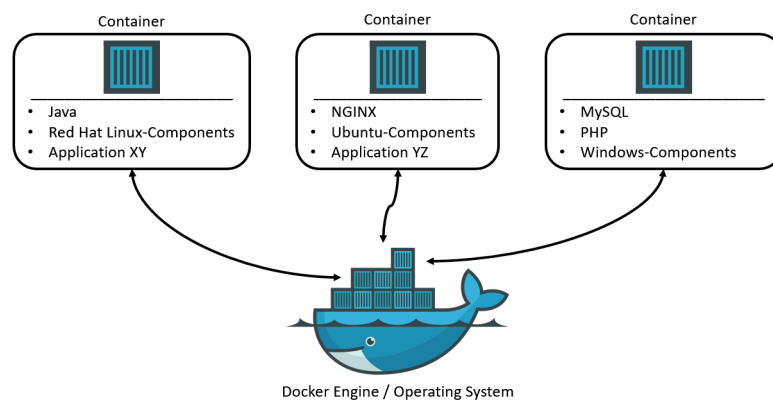 Container
Container
Container
• Java
• Red Hat Linux-Components
• Application XY
• NGINX
• Ubuntu-Components
• Application YZ
• MySQL
• PHP
• Windows-Components
Docker Engine / Operating System